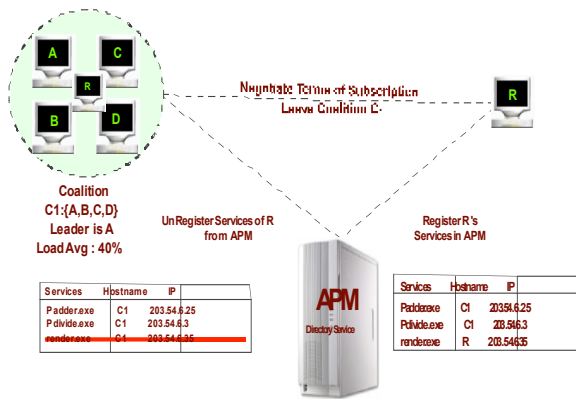 A
C
R
B
D
R
Negotiate Terms of Subscription
Leave Coalition C-
Coalition
C1:{A,B,C,D}
Leader is A
Load Avg : 40%
UnRegister Services of R
from APM
Register R's
Services in APM
APM
Directory Service
Services Hostname IP
Padder.exe C1 203.54.6.25
Pdivide.exe C1 203.54.6.3
render.exe C1 203.54.6.35
Services Hostname IP
Padder.exe C1 203.54.6.25
Pdivide.exe C1 203.54.6.3
render.exe R 203.54.6.35